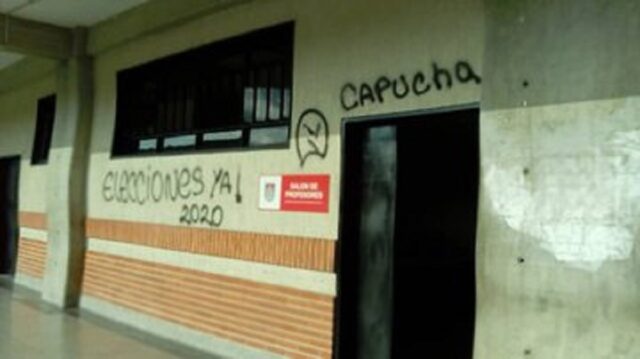 CAPUCHA
ELECCIONES YA!
2020
SALON DE
PROFESORES